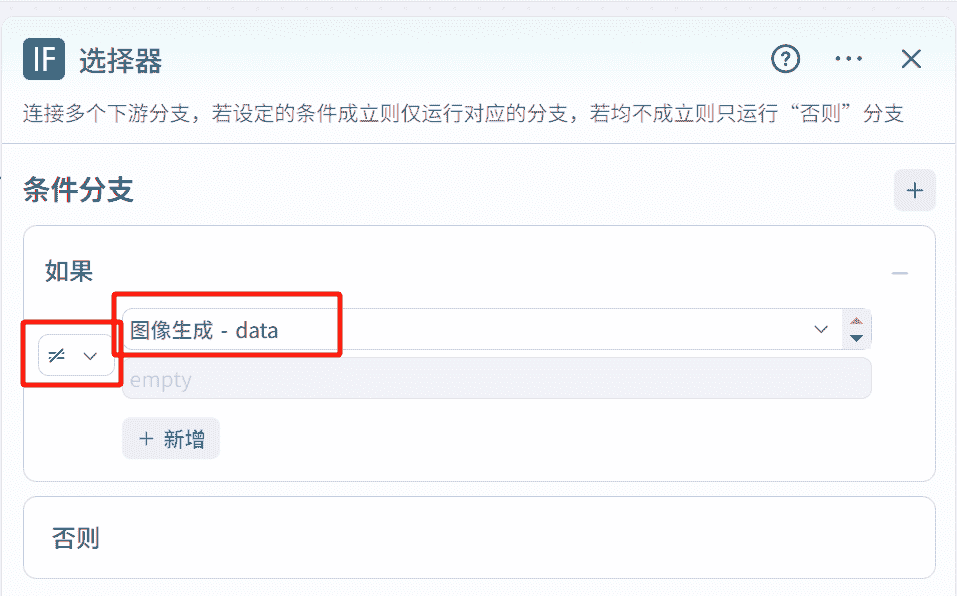 IF 选择器
连接多个下游分支，若设定的条件成立则仅运行对应的分支，若均不成立则只运行“否则”分支
条件分支
如果
图像生成 - data
≠
empty
+ 新增
否则